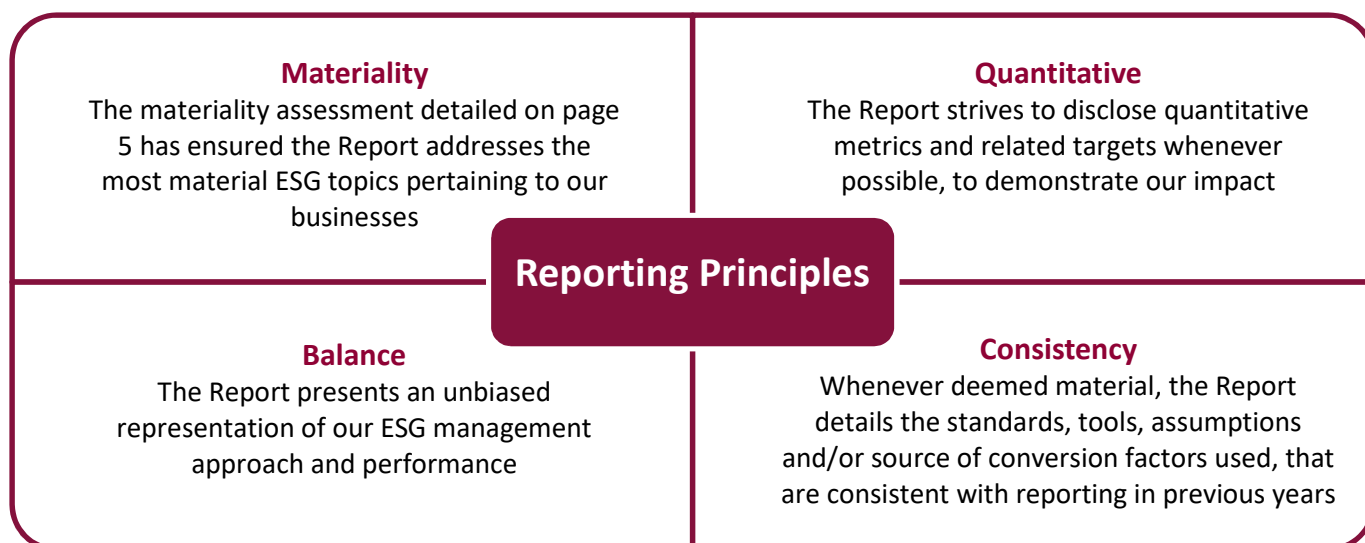 Materiality
The materiality assessment detailed on page
5 has ensured the Report addresses the
most material ESG topics pertaining to our
businesses
Quantitative
The Report strives to disclose quantitative
metrics and related targets whenever
possible, to demonstrate our impact
Reporting Principles
Balance
The Report presents an unbiased
representation of our ESG management
approach and performance
Consistency
Whenever deemed material, the Report
details the standards, tools, assumptions
and/or source of conversion factors used, that
are consistent with reporting in previous years